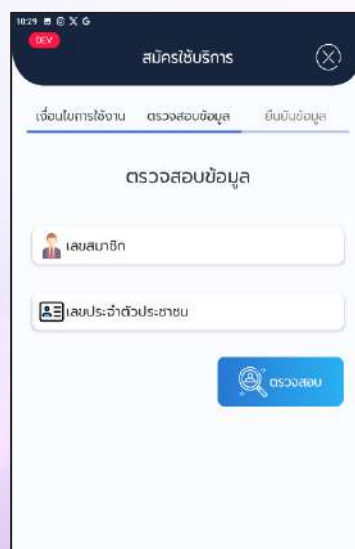 10:29
DEV
สมัครใช้บริการ
เงื่อนไขการใช้งาน ตรวจสอบข้อมูล ยืนยันข้อมูล
ตรวจสอบข้อมูล
เลขสมาชิก
เลขประจำตัวประชาชน
ตรวจสอบ